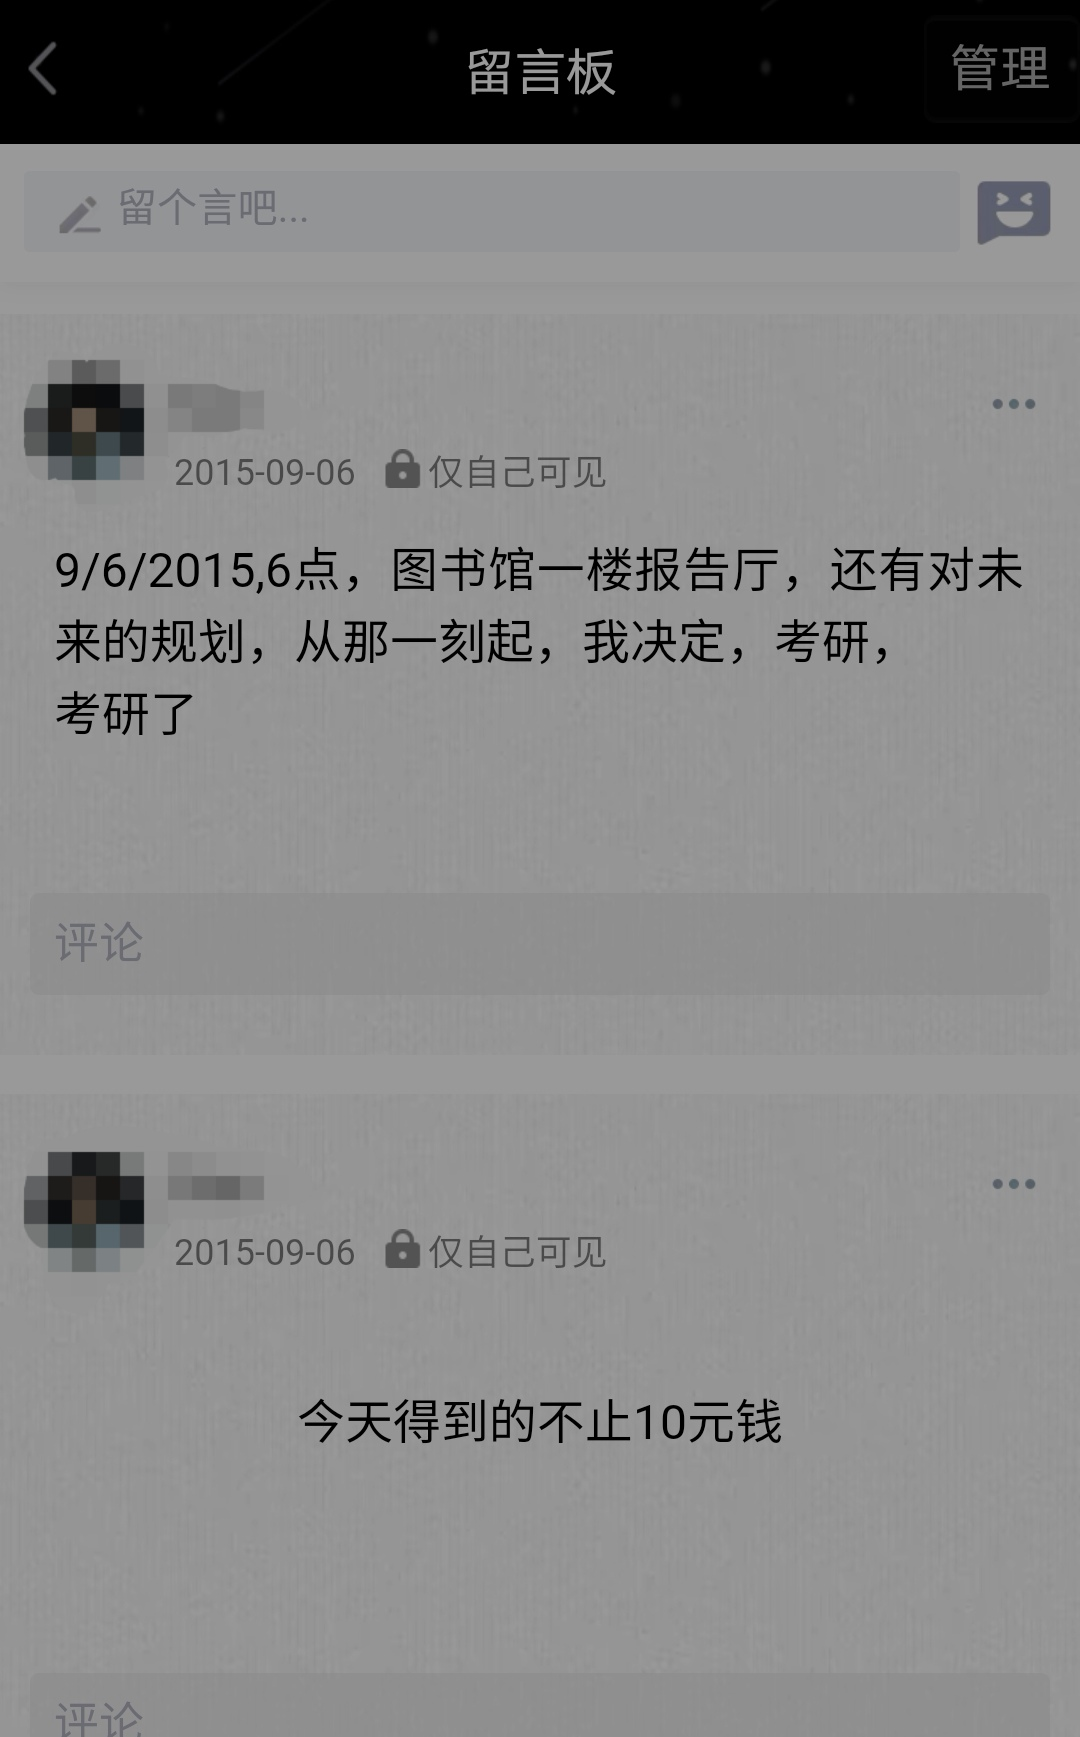 留言板
管理
留个言吧...
2015-09-06 仅自己可见
9/6/2015,6点，图书馆一楼报告厅，还有对未
来的规划，从那一刻起，我决定，考研，
考研了
评论
2015-09-06 仅自己可见
今天得到的不止10元钱
评论